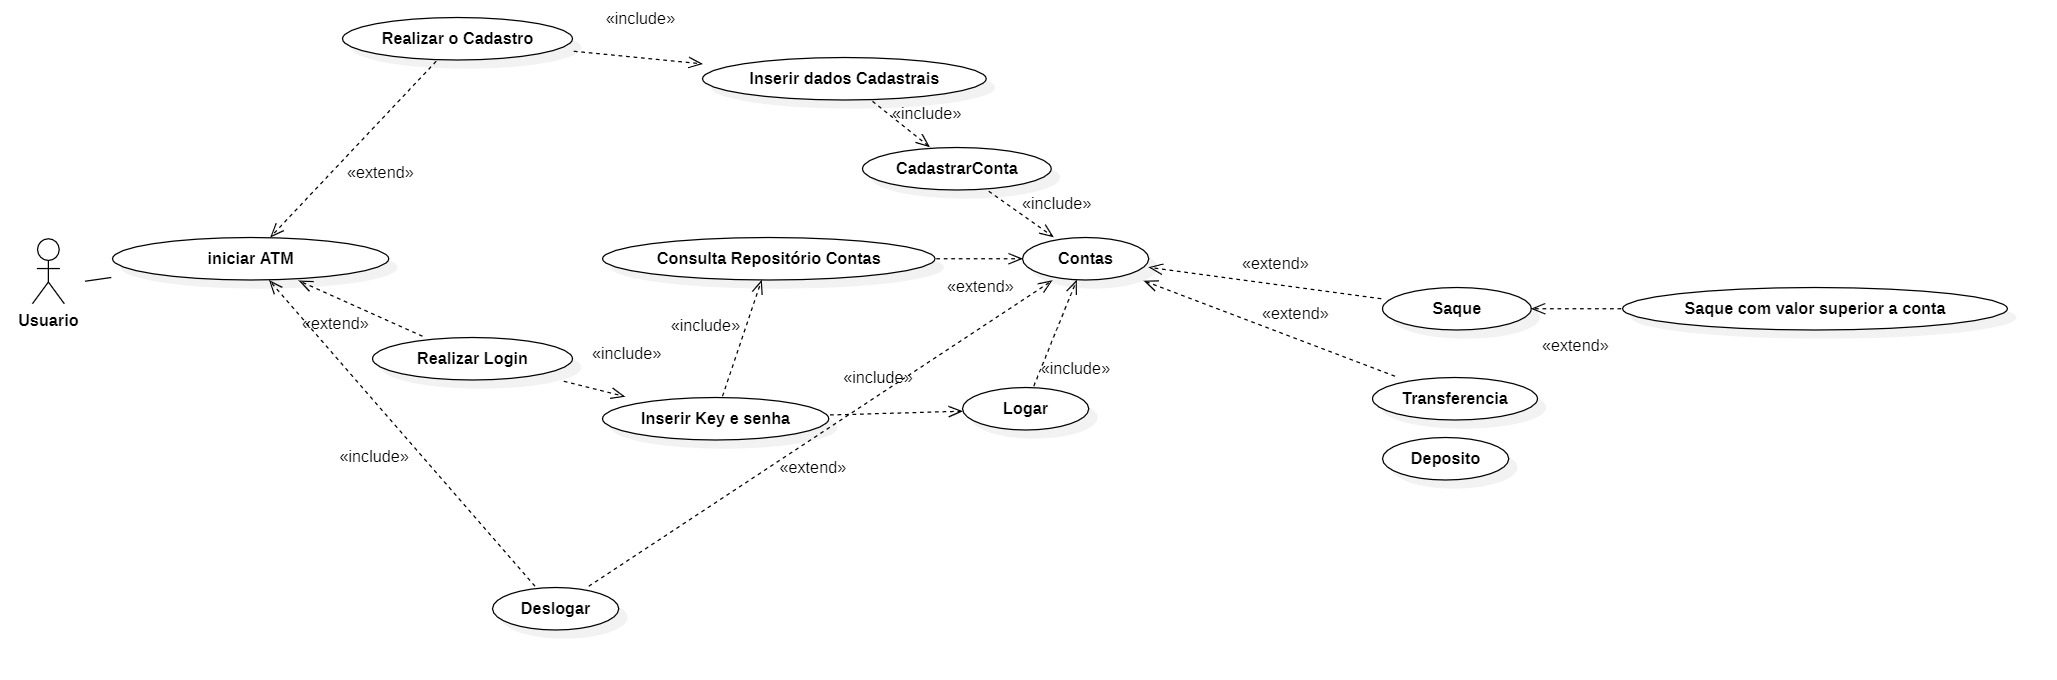 «include»
Realizar o Cadastro
Inserir dados Cadastrais
«include»
CadastrarConta
«extend»
«include»
iniciar ATM
Consulta Repositório Contas
Contas
«extend»
«extend»
Saque
Saque com valor superior a conta
«extend»
Usuario
«extend»
«include»
«extend»
Realizar Login
«include»
«include»
«include»
Transferencia
Inserir Key e senha
Logar
Deposito
«include»
«extend»
Deslogar